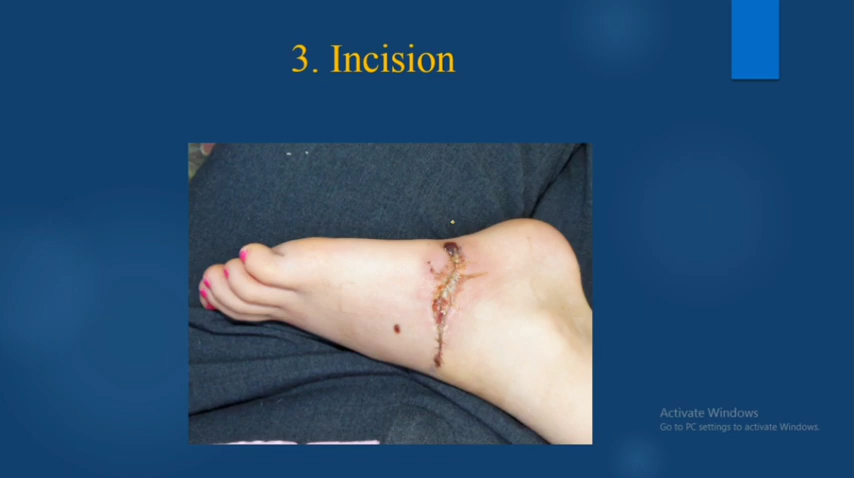 3. Incision
Activate Windows
Go to PC settings to activate Windows.